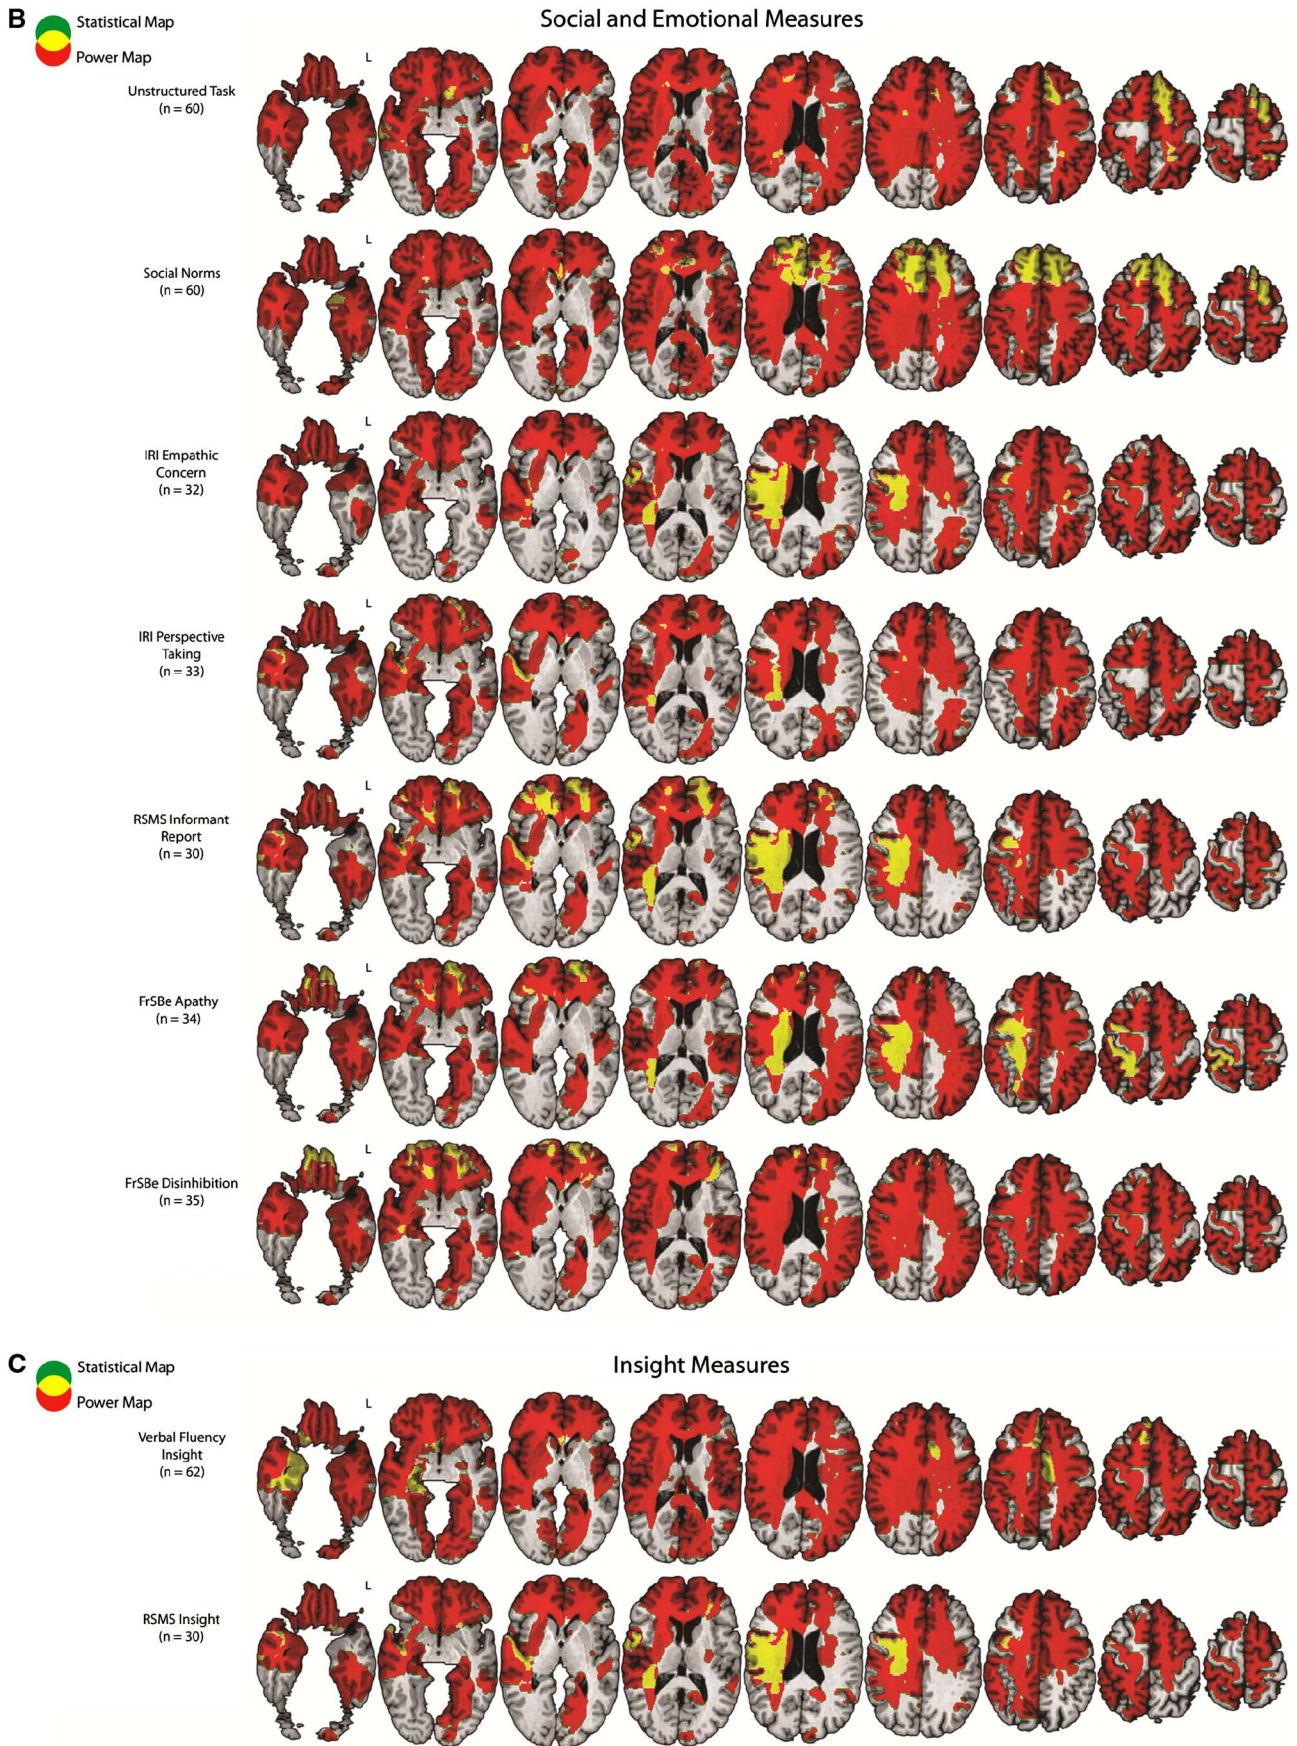 B
Statistical Map
Power Map
Social and Emotional Measures
L
Unstructured Task
(n = 60)
L
Social Norms
(n = 60)
L
IRI Empathic
Concern
(n = 32)
L
IRI Perspective
Taking
(n = 33)
L
RSMS Informant
Report
(n = 30)
L
FrSBe Apathy
(n = 34)
L
FrSBe Disinhibition
(n = 35)
C
Statistical Map
Power Map
Insight Measures
L
Verbal Fluency
Insight
(n = 62)
L
RSMS Insight
(n = 30)